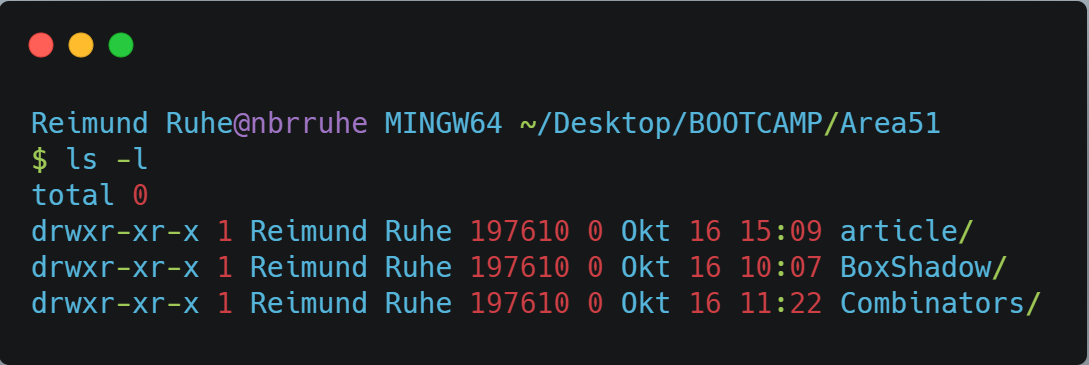 Reimund Ruhe@nbrruhe MINGW64 ~/Desktop/BOOTCAMP/Area51
$ ls -l
total 0
drwxr-xr-x 1 Reimund Ruhe 197610 0 Okt 16 15:09 article/
drwxr-xr-x 1 Reimund Ruhe 197610 0 Okt 16 10:07 BoxShadow/
drwxr-xr-x 1 Reimund Ruhe 197610 0 Okt 16 11:22 Combinators/